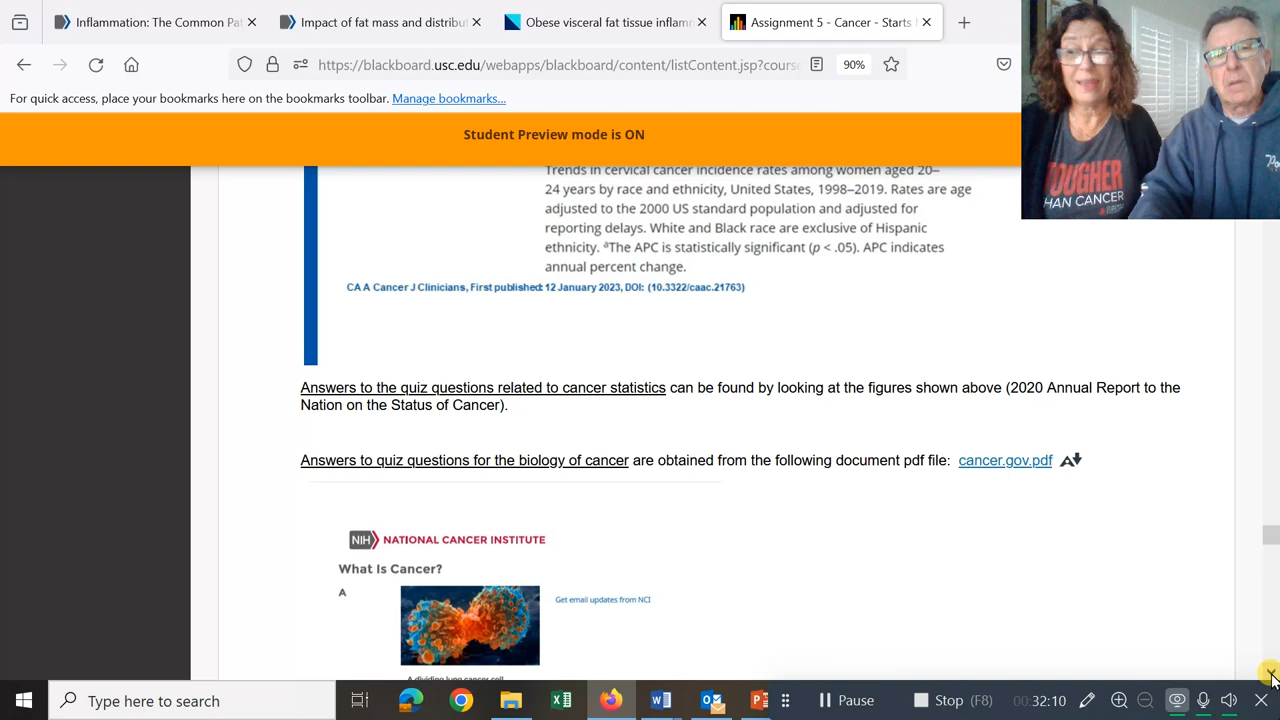 Inflammation: The Common Pa
Impact of fat mass and distribut
Obese visceral fat tissue inflamn
Assignment 5 - Cancer - Starts
https://blackboard.usc.edu/webapps/blackboard/content/listContent.jsp?cours
90%
For quick access, place your bookmarks here on the bookmarks toolbar. Manage bookmarks...
Student Preview mode is ON
TOUGHER
HAN CANCER
Trends in cervical cancer incidence rates among women aged 20–
24 years by race and ethnicity, United States, 1998–2019. Rates are age
adjusted to the 2000 US standard population and adjusted for
reporting delays. White and Black race are exclusive of Hispanic
ethnicity. ᵃThe APC is statistically significant (p < .05). APC indicates
annual percent change.
CA A Cancer J Clinicians, First published: 12 January 2023, DOI: (10.3322/caac.21763)
Answers to the quiz questions related to cancer statistics can be found by looking at the figures shown above (2020 Annual Report to the
Nation on the Status of Cancer).
Answers to quiz questions for the biology of cancer are obtained from the following document pdf file: cancer.gov.pdf
NIH NATIONAL CANCER INSTITUTE
What Is Cancer?
A
Get email updates from NCI
A dividing lung cancer cell
Type here to search
Pause
Stop (F8)
00:32:10